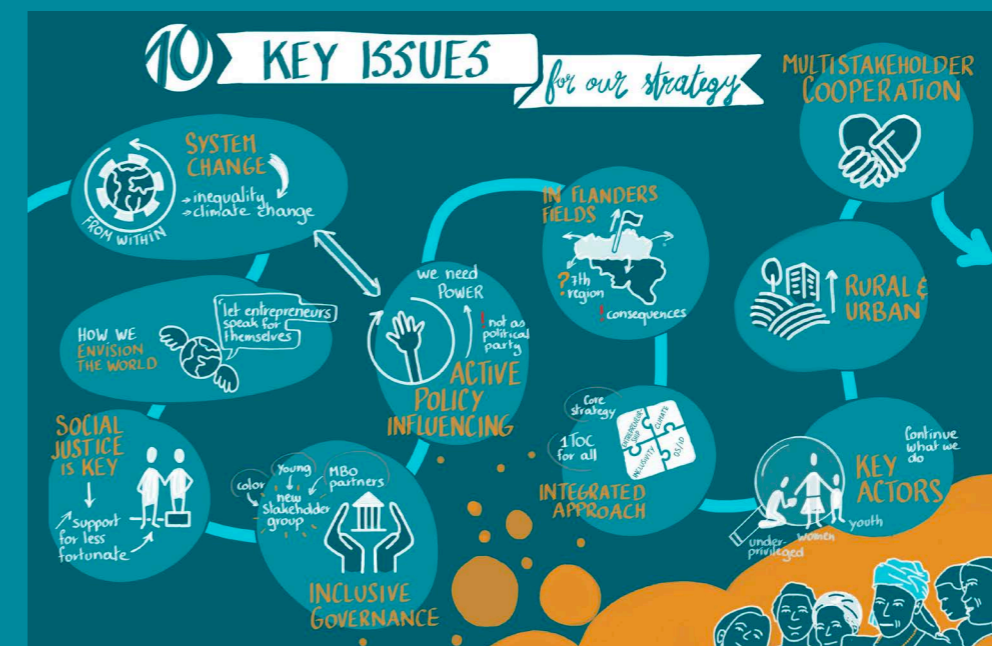 10 KEY ISSUES
for our strategy
SYSTEM
CHANGE
→ inequality
→ climate change
FROM WITHIN
HOW WE
ENVISION
THE WORLD
let entrepreneurs
speak for
themselves
SOCIAL
JUSTICE
IS KEY
support
for less
fortunate
color
Young
MBO
partners
new
stakeholder
group
INCLUSIVE
GOVERNANCE
we need
POWER
! not as
political
party
ACTIVE
POLICY
INFLUENCING
IN FLANDERS
FIELDS
? 7th
region
! consequences
Core
strategy
1 ToC
for all
ENTREPRENEUR
SHIP
CLIMATE
INCLUSIVITY
INTEGRATED
APPROACH
KEY
ACTORS
Continue
what we
do
under-
privileged
women
youth
RURAL &
URBAN
MULTISTAKEHOLDER
COOPERATION